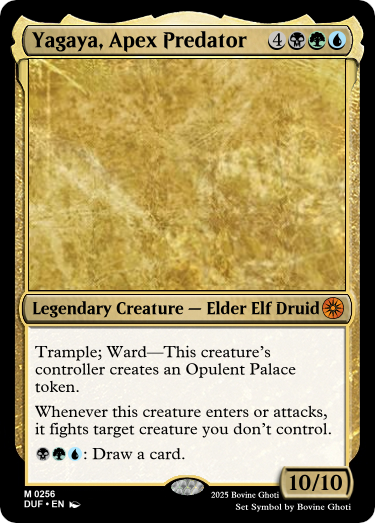 Yagaya, Apex Predator 4
Legendary Creature — Elder Elf Druid
Trample; Ward—This creature's
controller creates an Opulent Palace
token.
Whenever this creature enters or attacks,
it fights target creature you don't control.
: Draw a card.
10/10
M 0256
DUF • EN
2025 Bovine Ghoti
Set Symbol by Bovine Ghoti